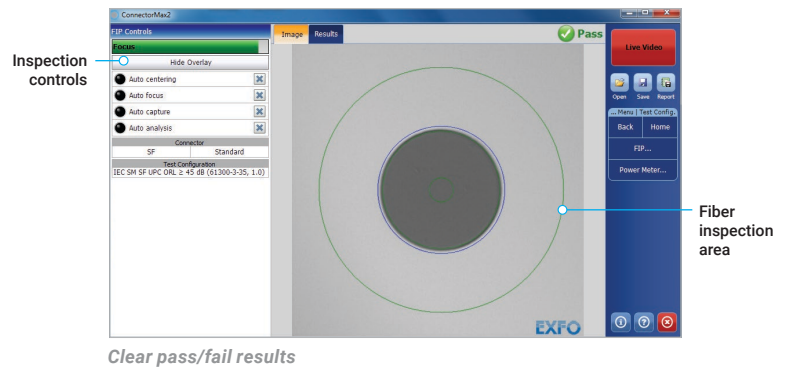 ConnectorMax2
FIP Controls
Focus
Hide Overlay
Auto centering
Auto focus
Auto capture
Auto analysis
Connector
SF Standard
Test Configuration
IEC SM SF UPC ORL ≥ 45 dB (61300-3-35, 1.0)
Inspection
controls
Image Results
Pass
EXFO
Live Video
Open Save Report
... Menu | Test Config.
Back Home
FIP...
Power Meter...
Fiber
inspection
area
Clear pass/fail results